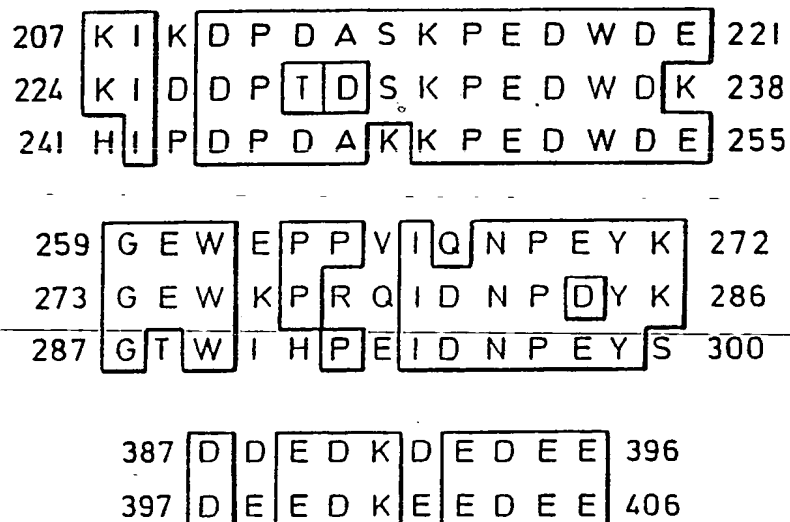 207 K I K D P D A S K P E D W D E 221
224 K I D D P T D S K P E D W D K 238
241 H I P D P D A K K P E D W D E 255
259 G E W E P P V I Q N P E Y K 272
273 G E W K P R Q I D N P D Y K 286
287 G T W I H P E I D N P E Y S 300
387 D D E D K D E D E E 396
397 D E E D K E E D E E 406